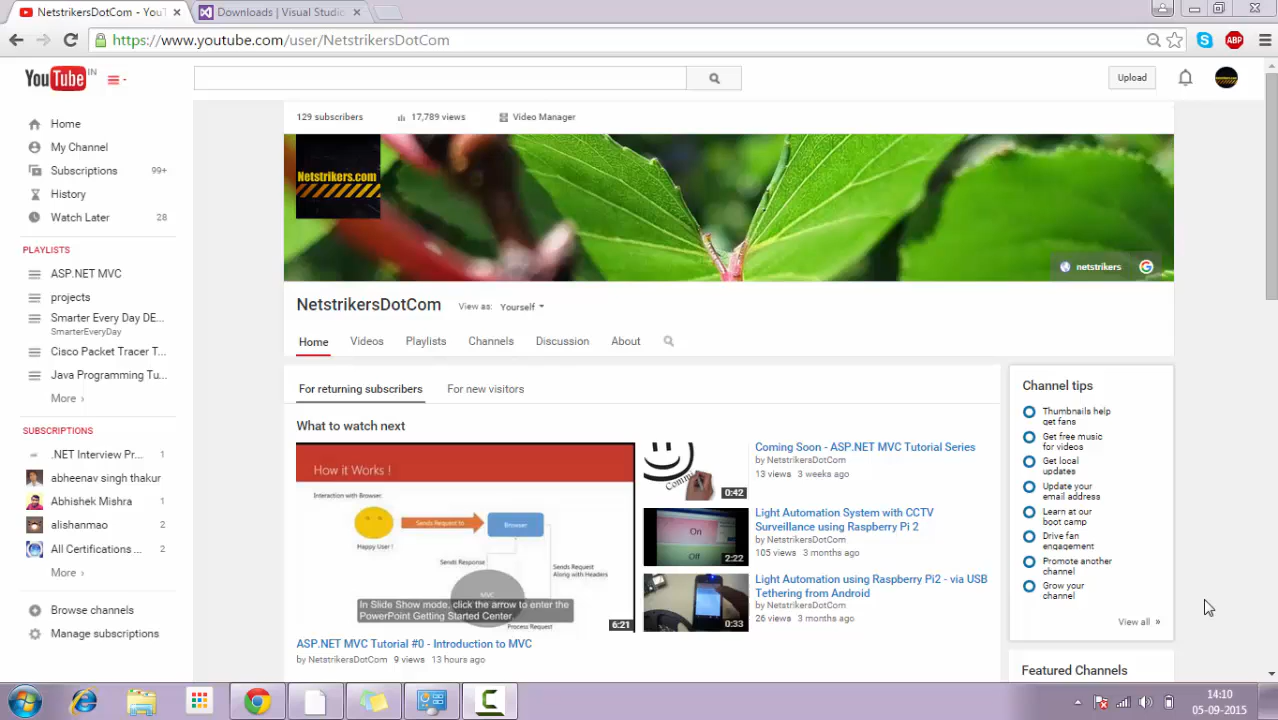 NetstrikersDotCom - YouT
Downloads | Visual Studio
https://www.youtube.com/user/NetstrikersDotCom
ABP
YouTube IN
Upload
129 subscribers
17,789 views
Video Manager
Home
My Channel
Subscriptions 99+
History
Watch Later 28
PLAYLISTS
ASP.NET MVC
projects
Smarter Every Day DE...
SmarterEveryDay
Cisco Packet Tracer T...
Java Programming Tu...
More ›
SUBSCRIPTIONS
.NET Interview Pr... 1
abheenav singh thakur
Abhishek Mishra 1
alishanmao 2
All Certifications ... 2
More ›
Browse channels
Manage subscriptions
Netstrikers.com
netstrikers
NetstrikersDotCom
View as: Yourself
Home Videos Playlists Channels Discussion About
For returning subscribers
For new visitors
What to watch next
How it Works !
Interaction with Browser:
Sends Request to
Browser
Happy User !
Sends Response
Sends Request
Along with Headers
MVC
In Slide Show mode, click the arrow to enter the
PowerPoint Getting Started Center.
Process Request
6:21
ASP.NET MVC Tutorial #0 - Introduction to MVC
by NetstrikersDotCom 9 views 13 hours ago
0:42
Coming Soon - ASP.NET MVC Tutorial Series
by NetstrikersDotCom
13 views 3 weeks ago
On
Off
2:22
Light Automation System with CCTV
Surveillance using Raspberry Pi 2
by NetstrikersDotCom
105 views 3 months ago
0:33
Light Automation using Raspberry Pi2 - via USB
Tethering from Android
by NetstrikersDotCom
26 views 3 months ago
Channel tips
Thumbnails help
get fans
Get free music
for videos
Get local
updates
Update your
email address
Learn at our
boot camp
Drive fan
engagement
Promote another
channel
Grow your
channel
View all »
Featured Channels
14:10
05-09-2015